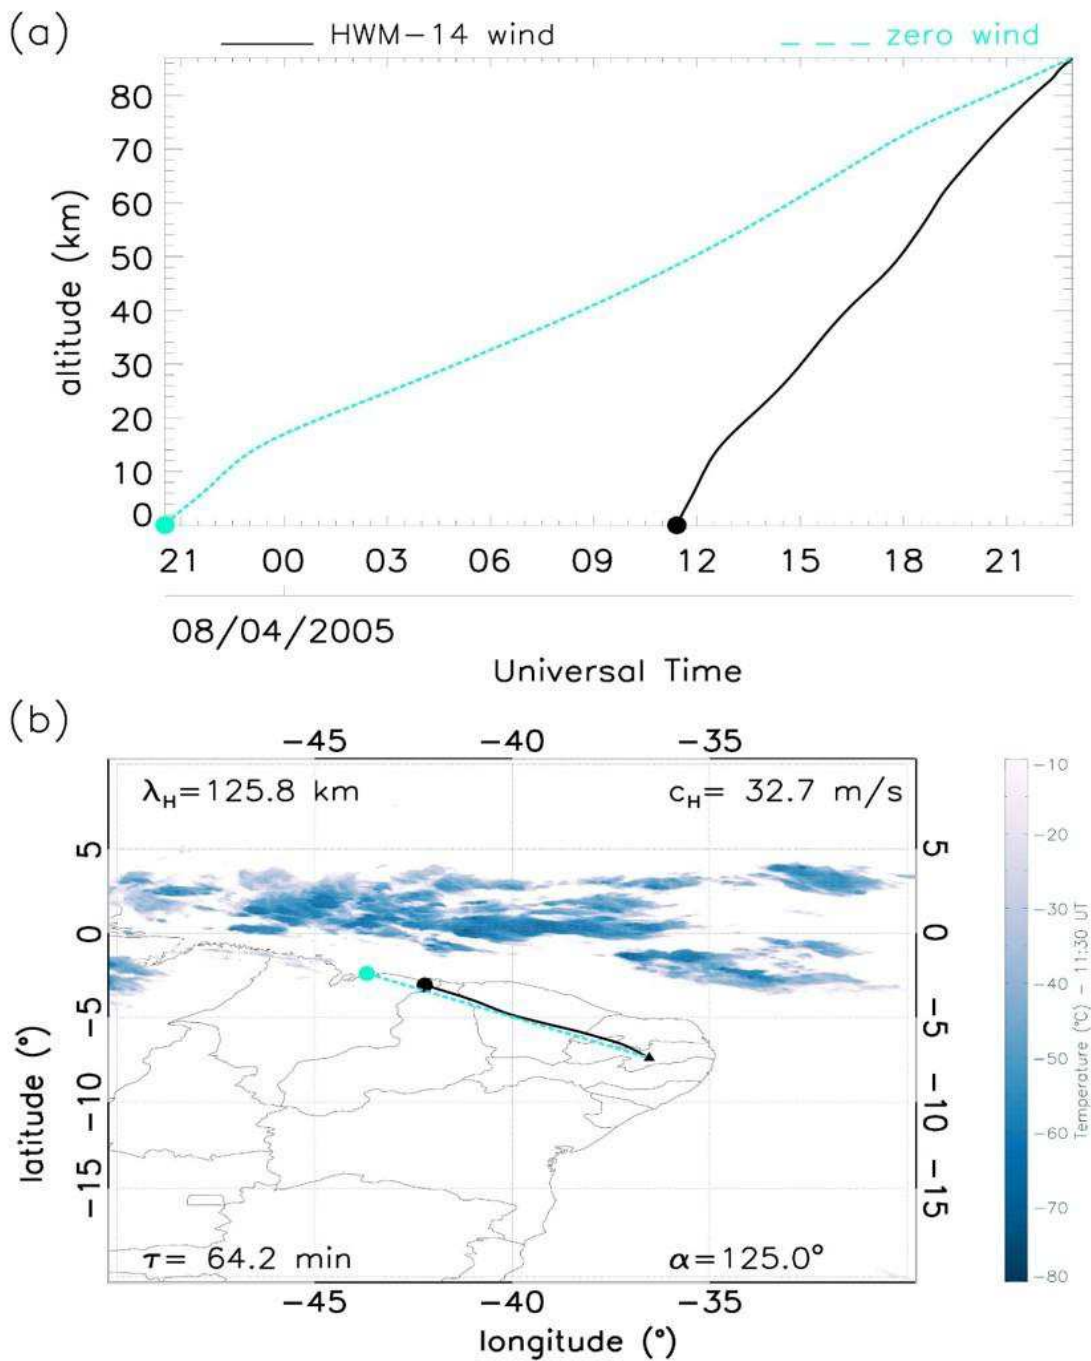 (a)
HWM-14 wind
zero wind
80
70
60
50
40
30
20
10
0
altitude (km)
21 00 03 06 09 12 15 18 21
08/04/2005
Universal Time
(b)
-45 -40 -35
λH=125.8 km
cH= 32.7 m/s
5
0
-5
-10
-15
latitude (°)
5
0
-5
-10
-15
τ= 64.2 min
α=125.0°
-45 -40 -35
longitude (°)
-10
-20
-30
-40
-50
-60
-70
-80
Temperature (°C) - 11:30 UT